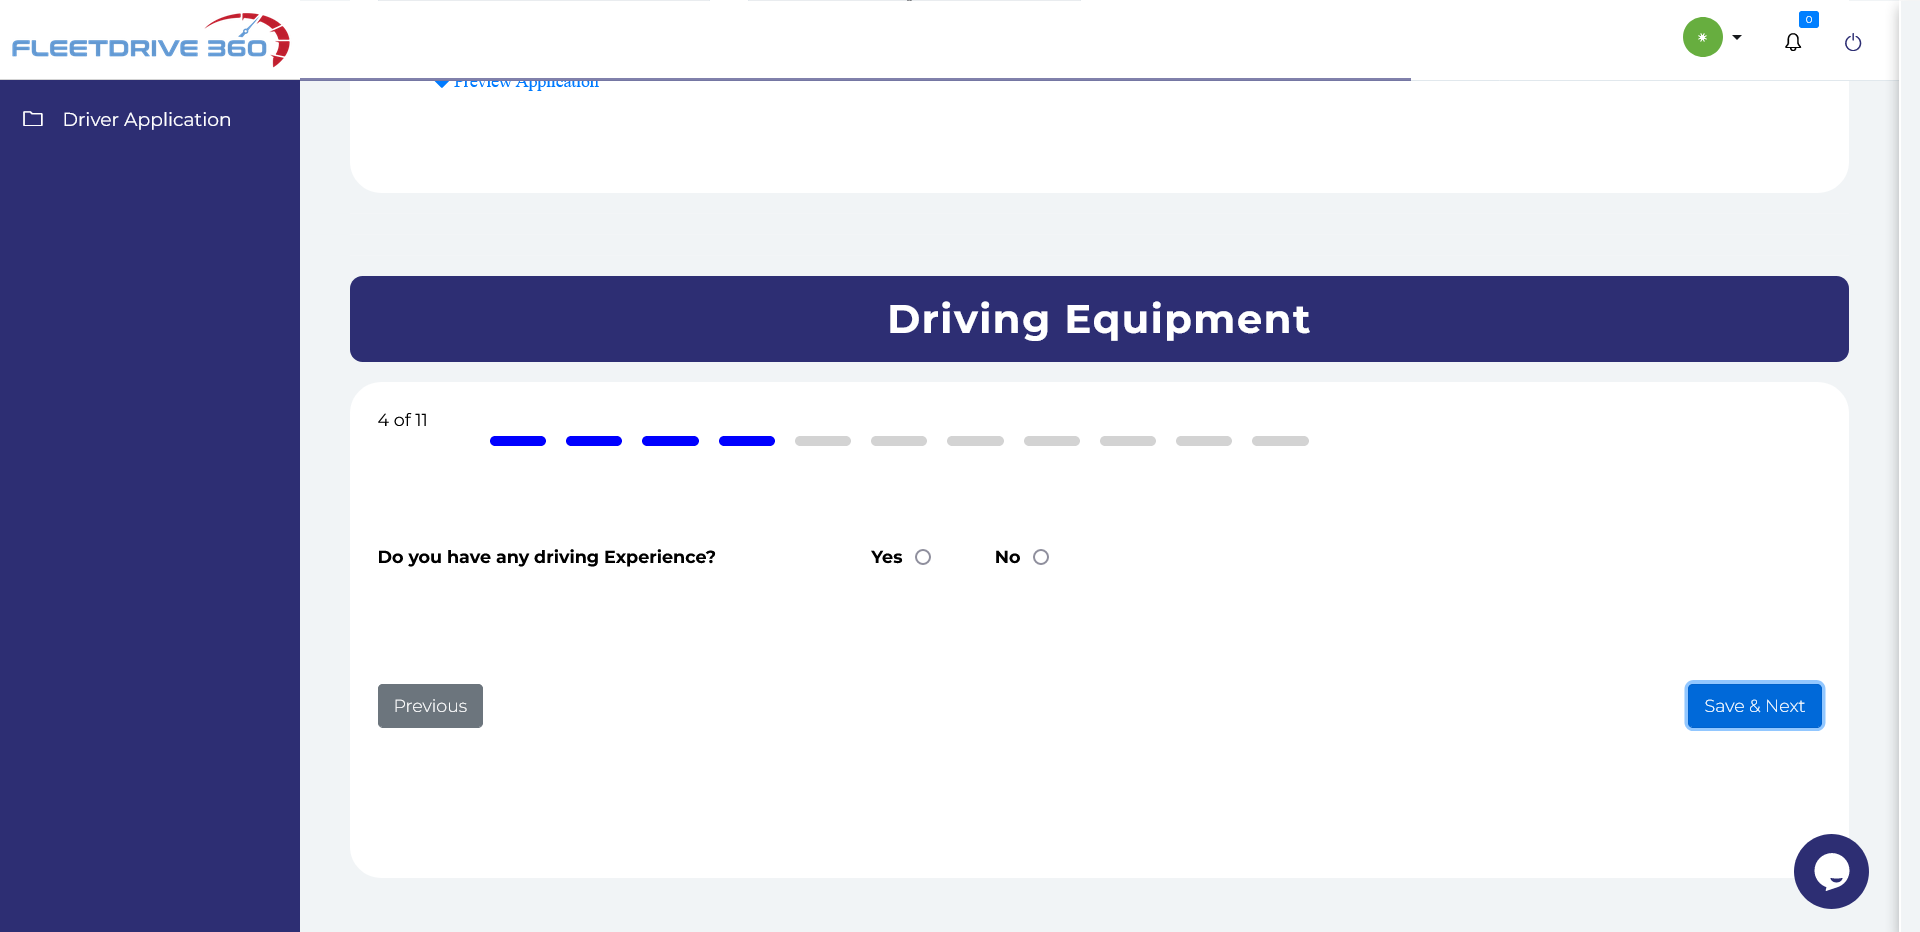 FLEETDRIVE 360
0
Driver Application
Preview Application
Driving Equipment
4 of 11
Do you have any driving Experience?
Yes
No
Previous
Save & Next